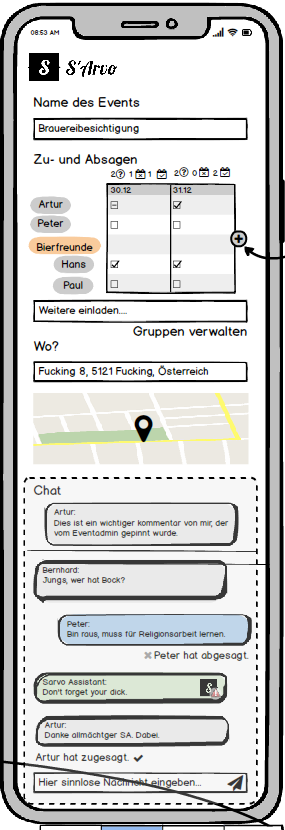 08:53 AM
S S'Arvo
Name des Events
Brauereibesichtigung
Zu- und Absagen
2 1 1 2 0 2
30.12 31.12
Artur
Peter
Bierfreunde
Hans
Paul
Weitere einladen....
Gruppen verwalten
Wo?
Fucking 8, 5121 Fucking, Österreich
Chat
Artur:
Dies ist ein wichtiger kommentar von mir, der
vom Eventadmin gepinnt wurde.
Bernhard:
Jungs, wer hat Bock?
Peter:
Bin raus, muss für Religionsarbeit lernen.
Peter hat abgesagt.
Sarvo Assistant:
Don't forget your dick.
S
Artur:
Danke allmächtiger SA. Dabei.
Artur hat zugesagt.
Hier sinnlose Nachricht eingeben...